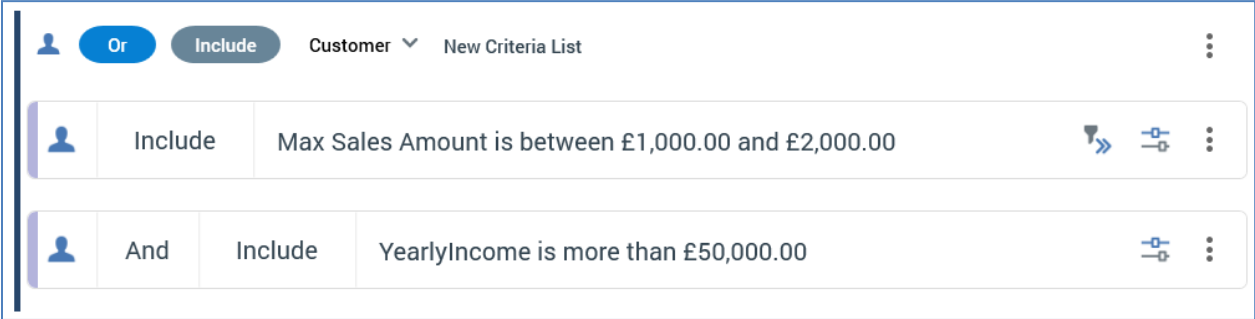 Or Include Customer New Criteria List
Include Max Sales Amount is between £1,000.00 and £2,000.00
And Include YearlyIncome is more than £50,000.00